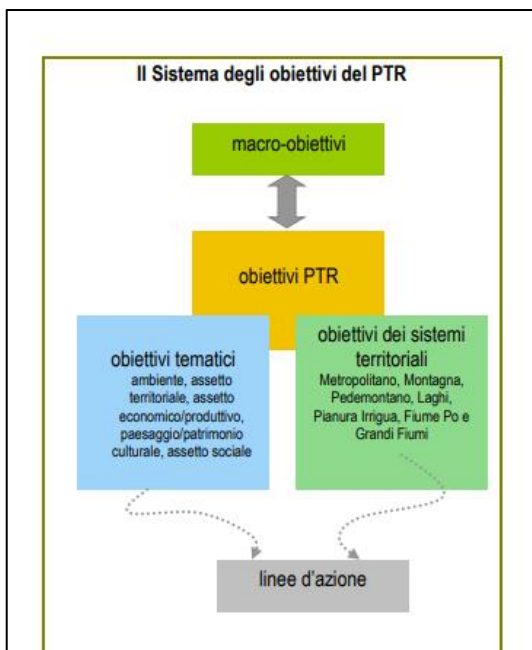 Il Sistema degli obiettivi del PTR
macro-obiettivi
obiettivi PTR
obiettivi tematici
ambiente, assetto
territoriale, assetto
economico/produttivo,
paesaggio/patrimonio
culturale, assetto sociale
obiettivi dei sistemi
territoriali
Metropolitano, Montagna,
Pedemontano, Laghi,
Pianura Irrigua, Fiume Po e
Grandi Fiumi
linee d'azione